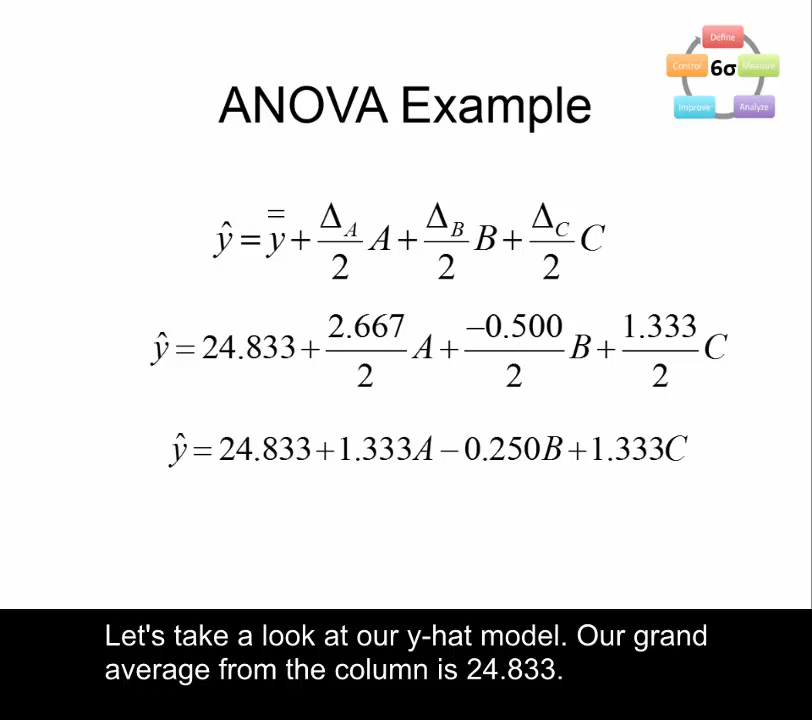 Define
Control 6σ Measure
Improve Analyze
ANOVA Example
ŷ = y̿ + Δ_A/2 A + Δ_B/2 B + Δ_C/2 C
ŷ = 24.833 + 2.667/2 A + −0.500/2 B + 1.333/2 C
ŷ = 24.833 + 1.333A − 0.250B + 1.333C
Let's take a look at our y-hat model. Our grand
average from the column is 24.833.